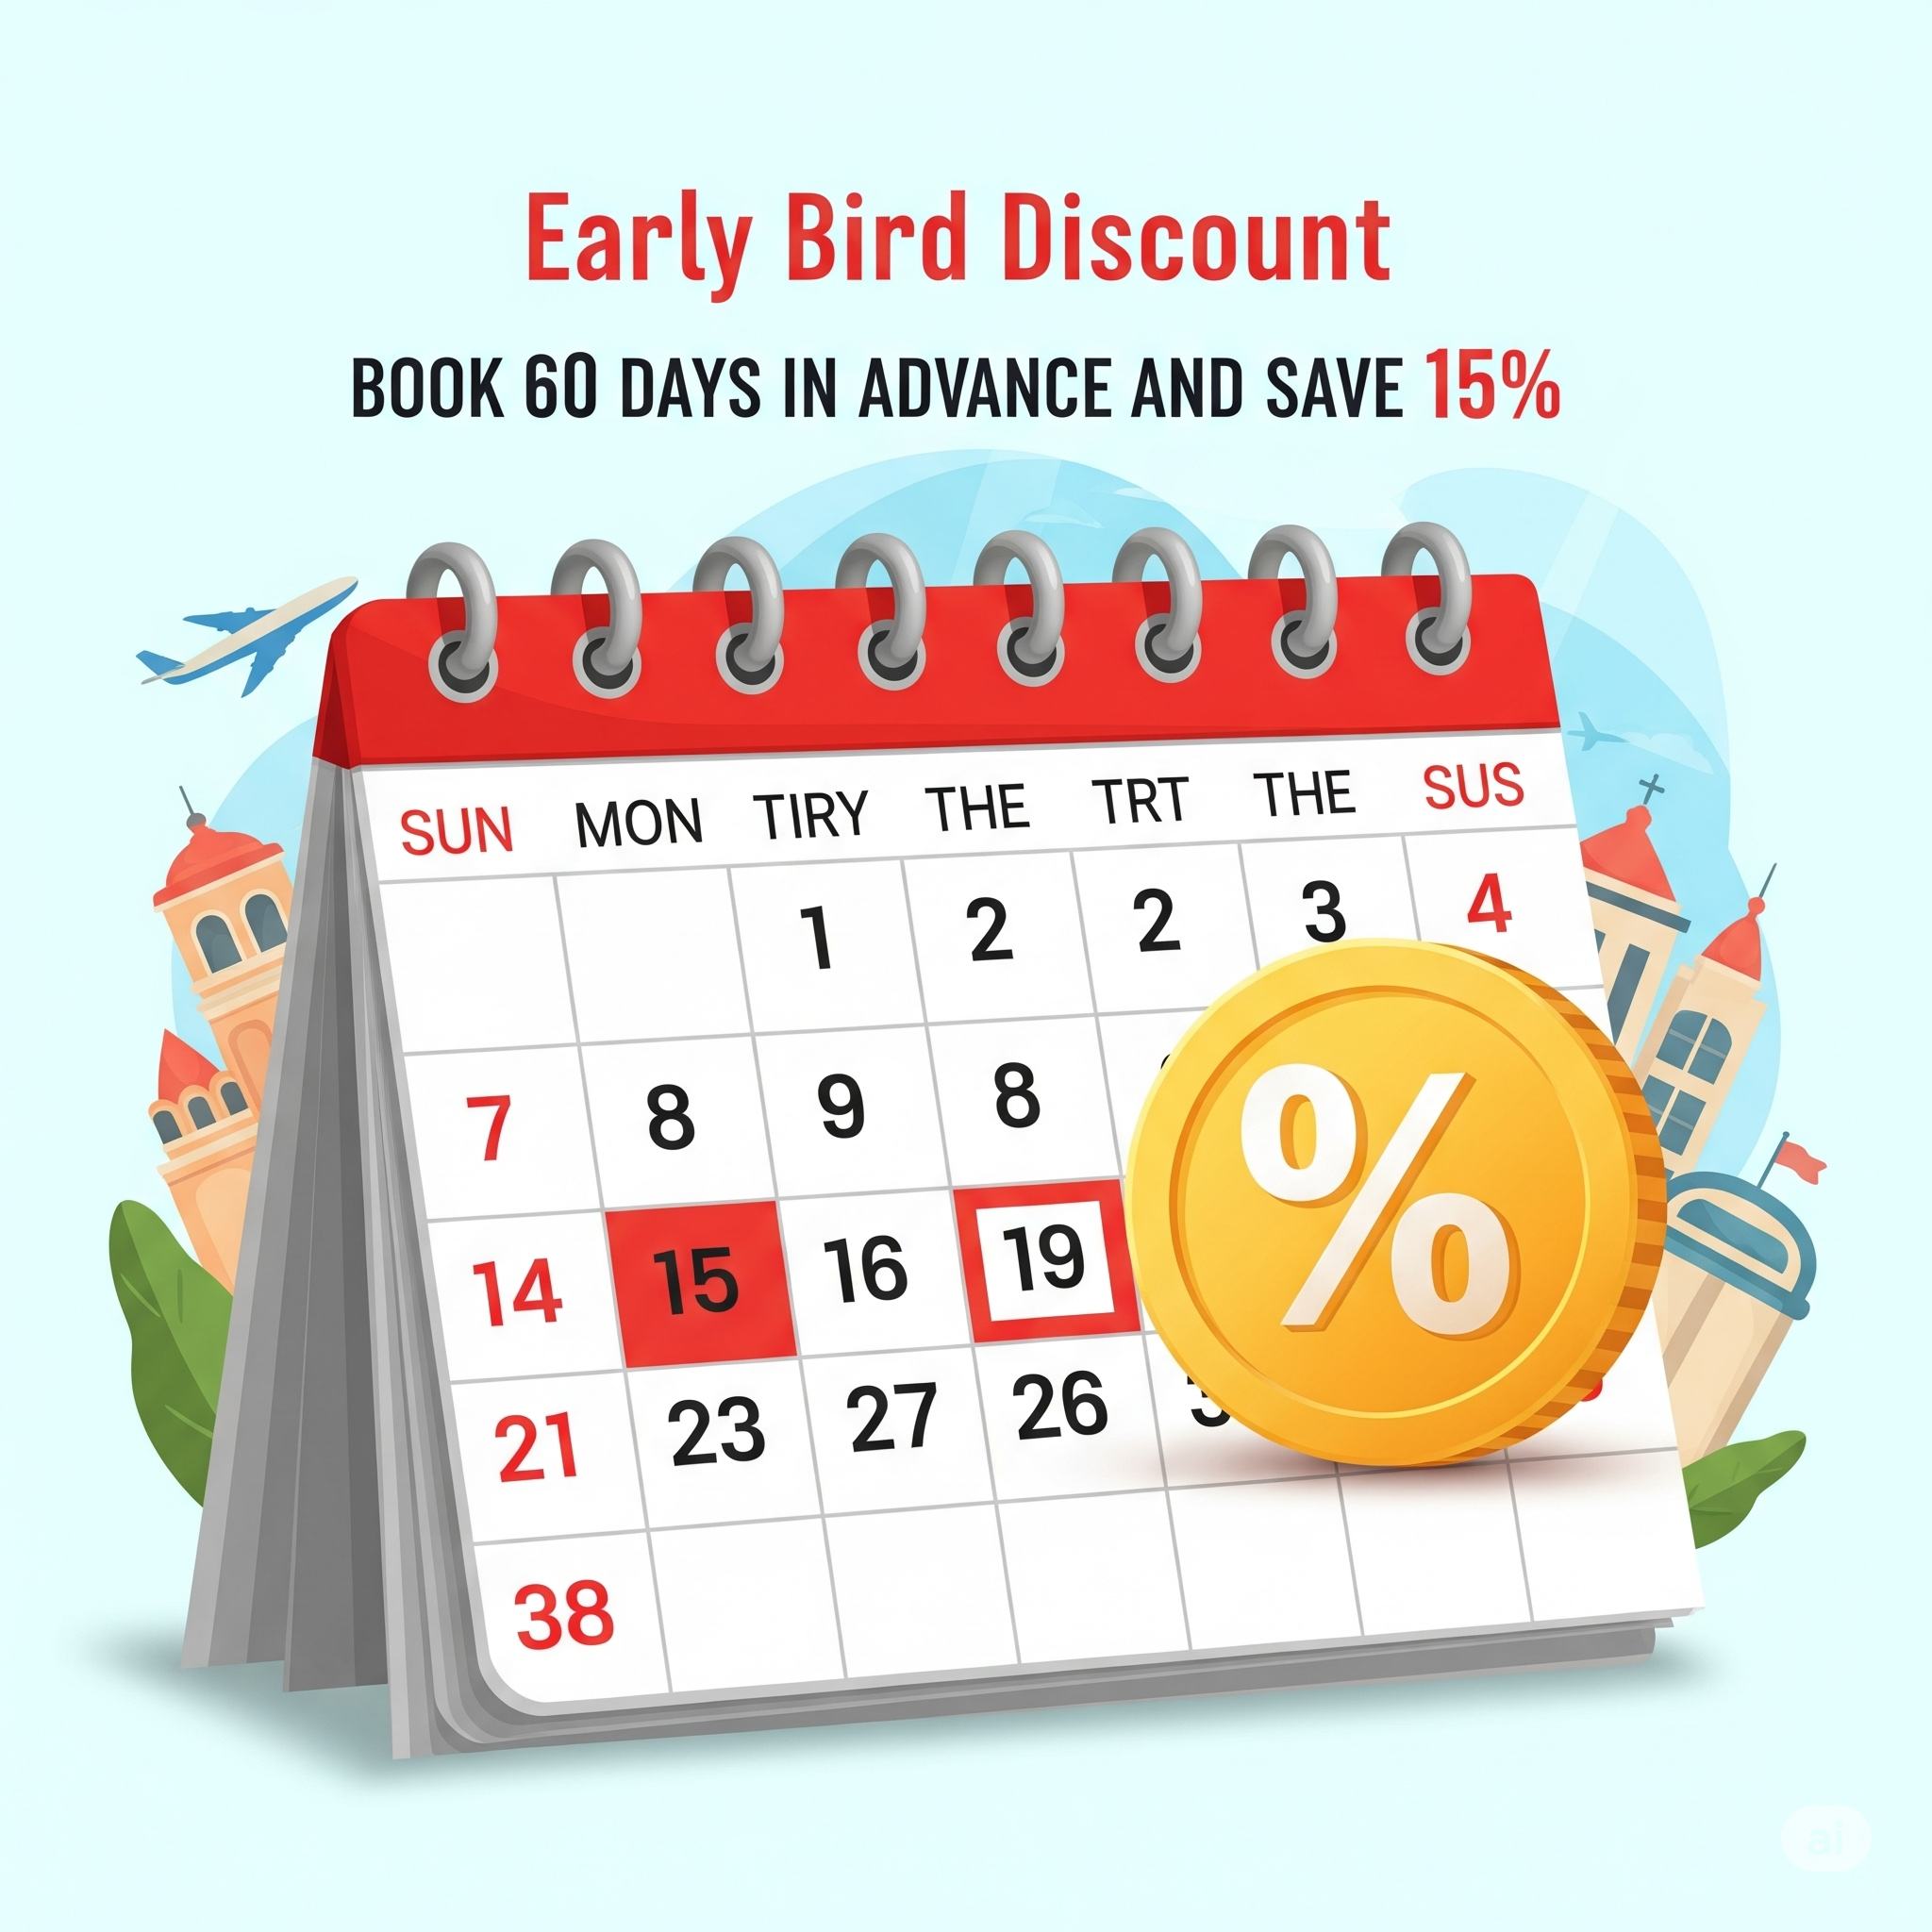 Early Bird Discount
BOOK 60 DAYS IN ADVANCE AND SAVE 15%
SUN MON TIRY THE TRT THE SUS
1 2 2 3 4
7 8 9 8
14 15 16 19
%
21 23 27 26
38
ai